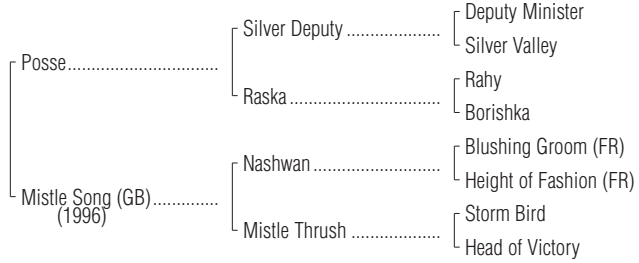 Deputy Minister
Silver Deputy ....................
Silver Valley
Posse................................
Rahy
Raska ................................
Borishka
Blushing Groom (FR)
Nashwan ...........................
Height of Fashion (FR)
Mistle Song (GB)..............
(1996)
Storm Bird
Mistle Thrush ...................
Head of Victory